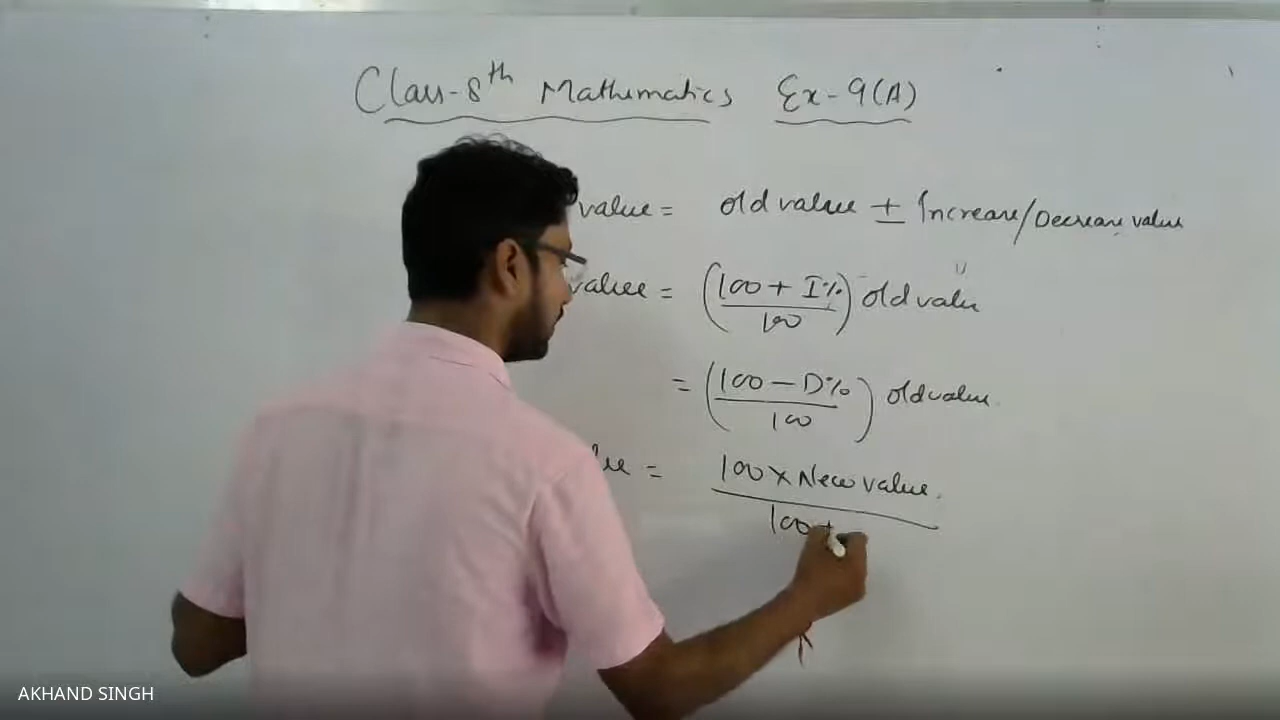 Class-8th Mathematics Ex-9(A)
value = old value ± Increase/Decrease value
value = (100 + I% / 100) old value
= (100 - D% / 100) old value
= 100 × New value
100 +
AKHAND SINGH